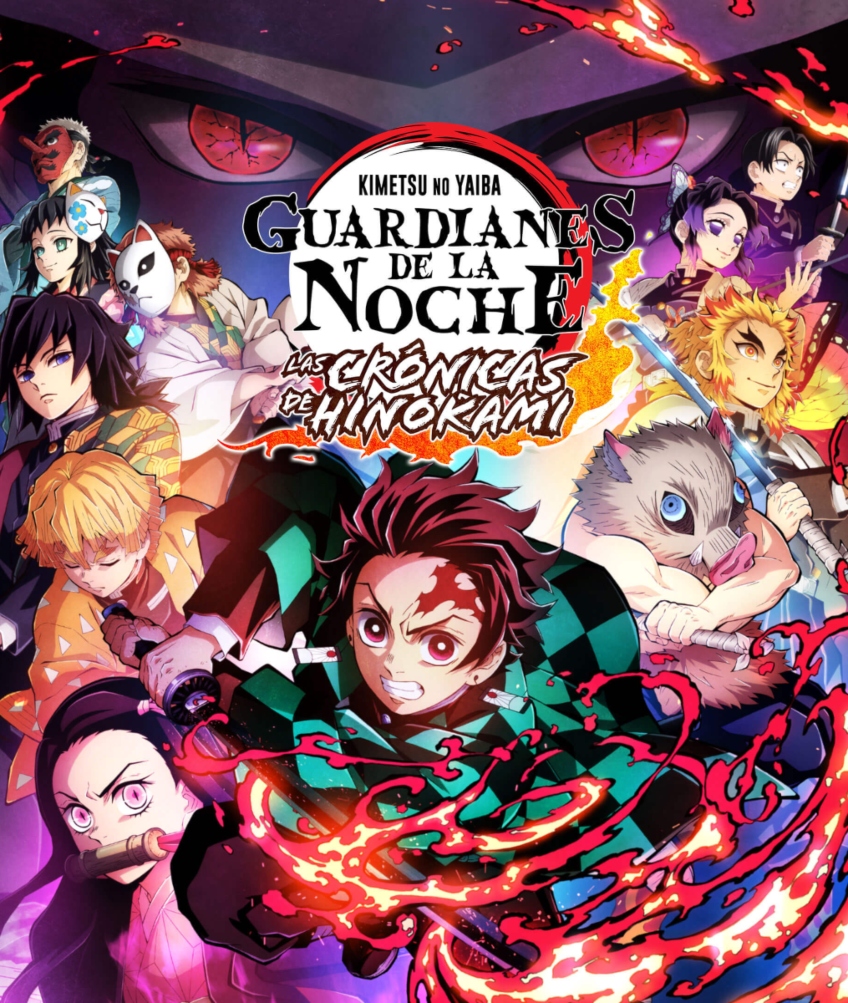 KIMETSU NO YAIBA
GUARDIANES
DE LA
NOCHE
LAS CRÓNICAS
DE HINOKAMI